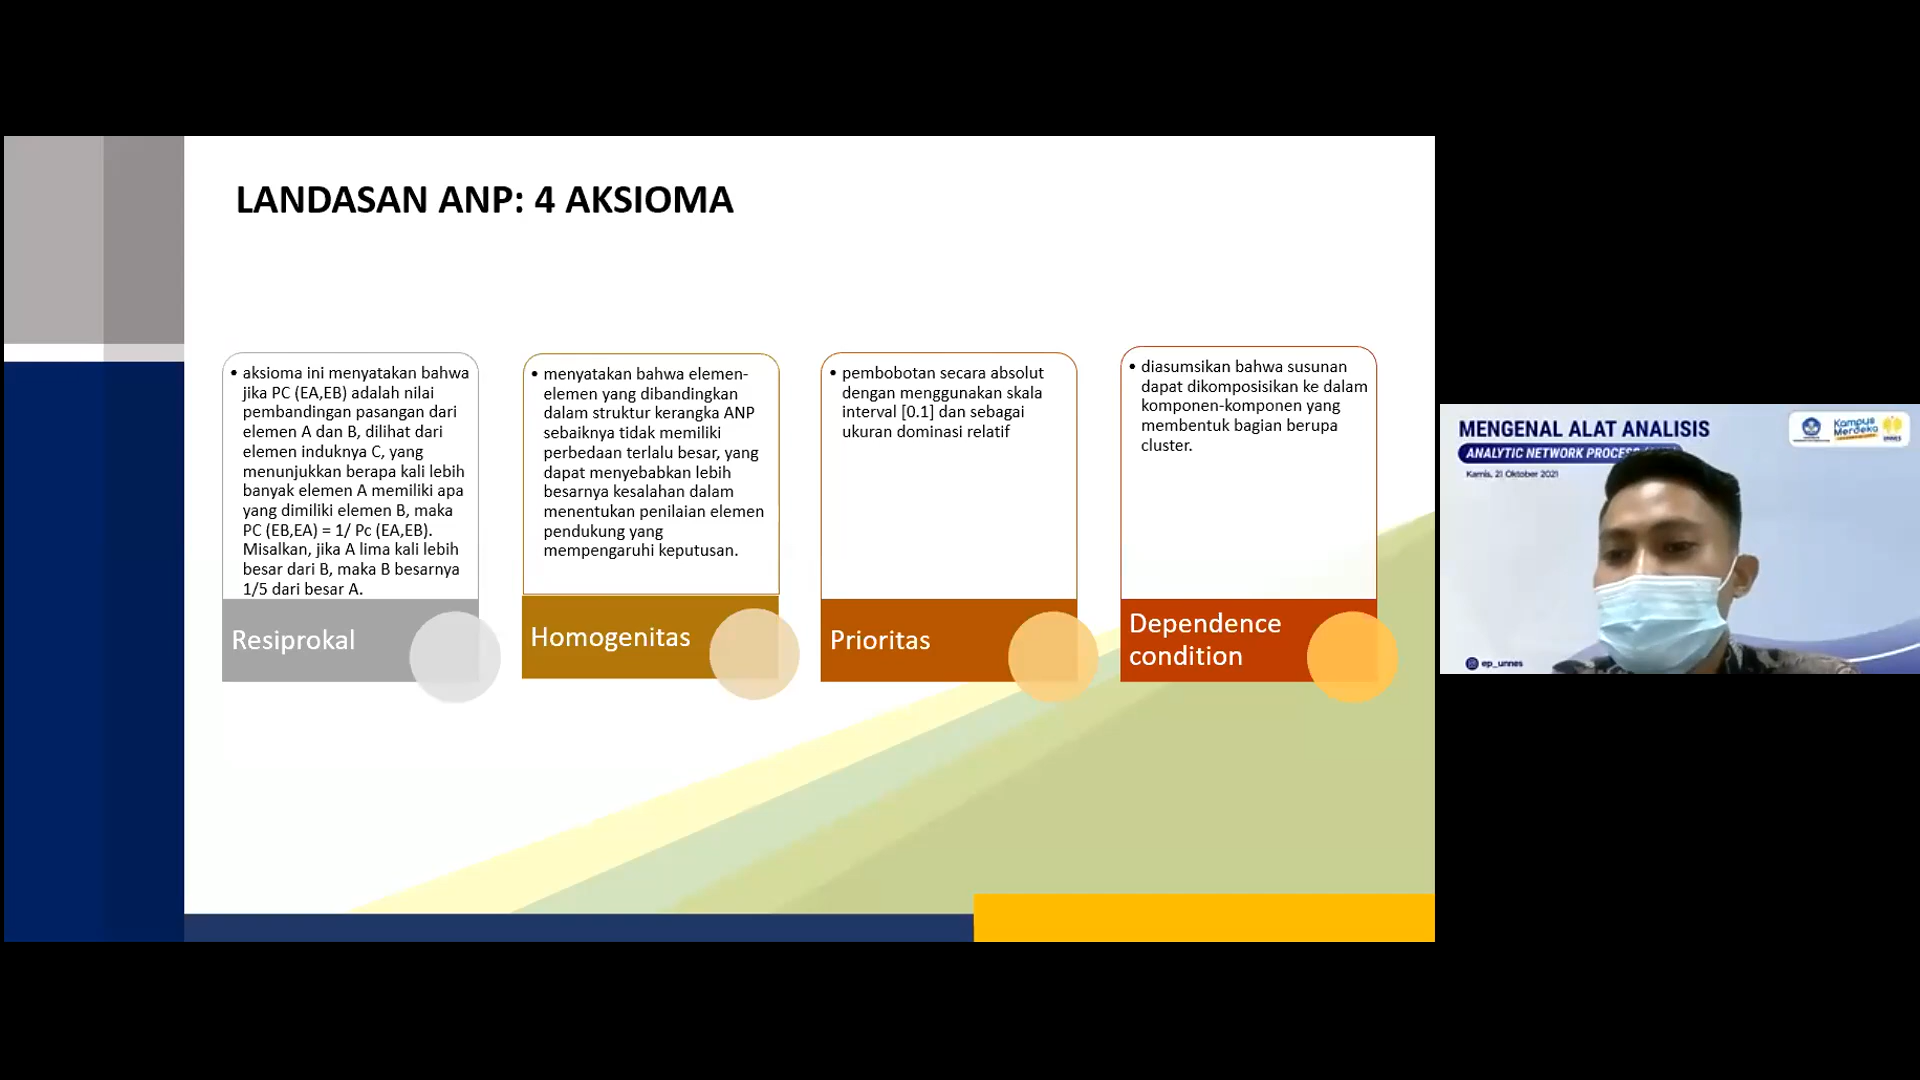 LANDASAN ANP: 4 AKSIOMA
• aksioma ini menyatakan bahwa
jika PC (EA,EB) adalah nilai
pembandingan pasangan dari
elemen A dan B, dilihat dari
elemen induknya C, yang
menunjukkan berapa kali lebih
banyak elemen A memiliki apa
yang dimiliki elemen B, maka
PC (EB,EA) = 1/ Pc (EA,EB).
Misalkan, jika A lima kali lebih
besar dari B, maka B besarnya
1/5 dari besar A.
Resiprokal
• menyatakan bahwa elemen-
elemen yang dibandingkan
dalam struktur kerangka ANP
sebaiknya tidak memiliki
perbedaan terlalu besar, yang
dapat menyebabkan lebih
besarnya kesalahan dalam
menentukan penilaian elemen
pendukung yang
mempengaruhi keputusan.
Homogenitas
• pembobotan secara absolut
dengan menggunakan skala
interval [0.1] dan sebagai
ukuran dominasi relatif
Prioritas
• diasumsikan bahwa susunan
dapat dikomposisikan ke dalam
komponen-komponen yang
membentuk bagian berupa
cluster.
Dependence
condition
MENGENAL ALAT ANALISIS
ANALYTIC NETWORK PROCESS
Kamis, 21 Oktober 2021
Kampus
Merdeka
UNNES
ep_unnes